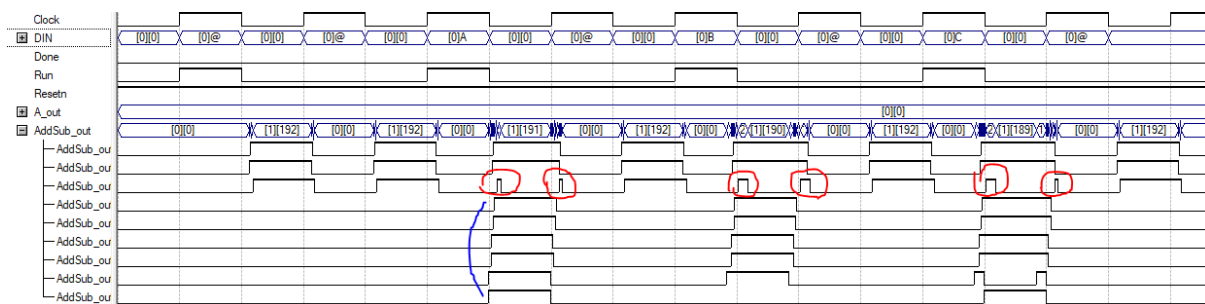 Clock
DIN [0][0] [0]@ [0][0] [0]@ [0][0] [0]A [0][0] [0]@ [0][0] [0]B [0][0] [0]@ [0][0] [0]C [0][0] [0]@
Done
Run
Resetn
A_out [0][0]
AddSub_out [0][0] [1][192] [0][0] [1][192] [0][0] [1][191] [0][0] [1][192] [0][0] [1][190] [0][0] [1][192] [0][0] [1][189] [0][0] [1][192]
AddSub_ou
AddSub_ou
AddSub_ou
AddSub_ou
AddSub_ou
AddSub_ou
AddSub_ou
AddSub_ou
AddSub_ou